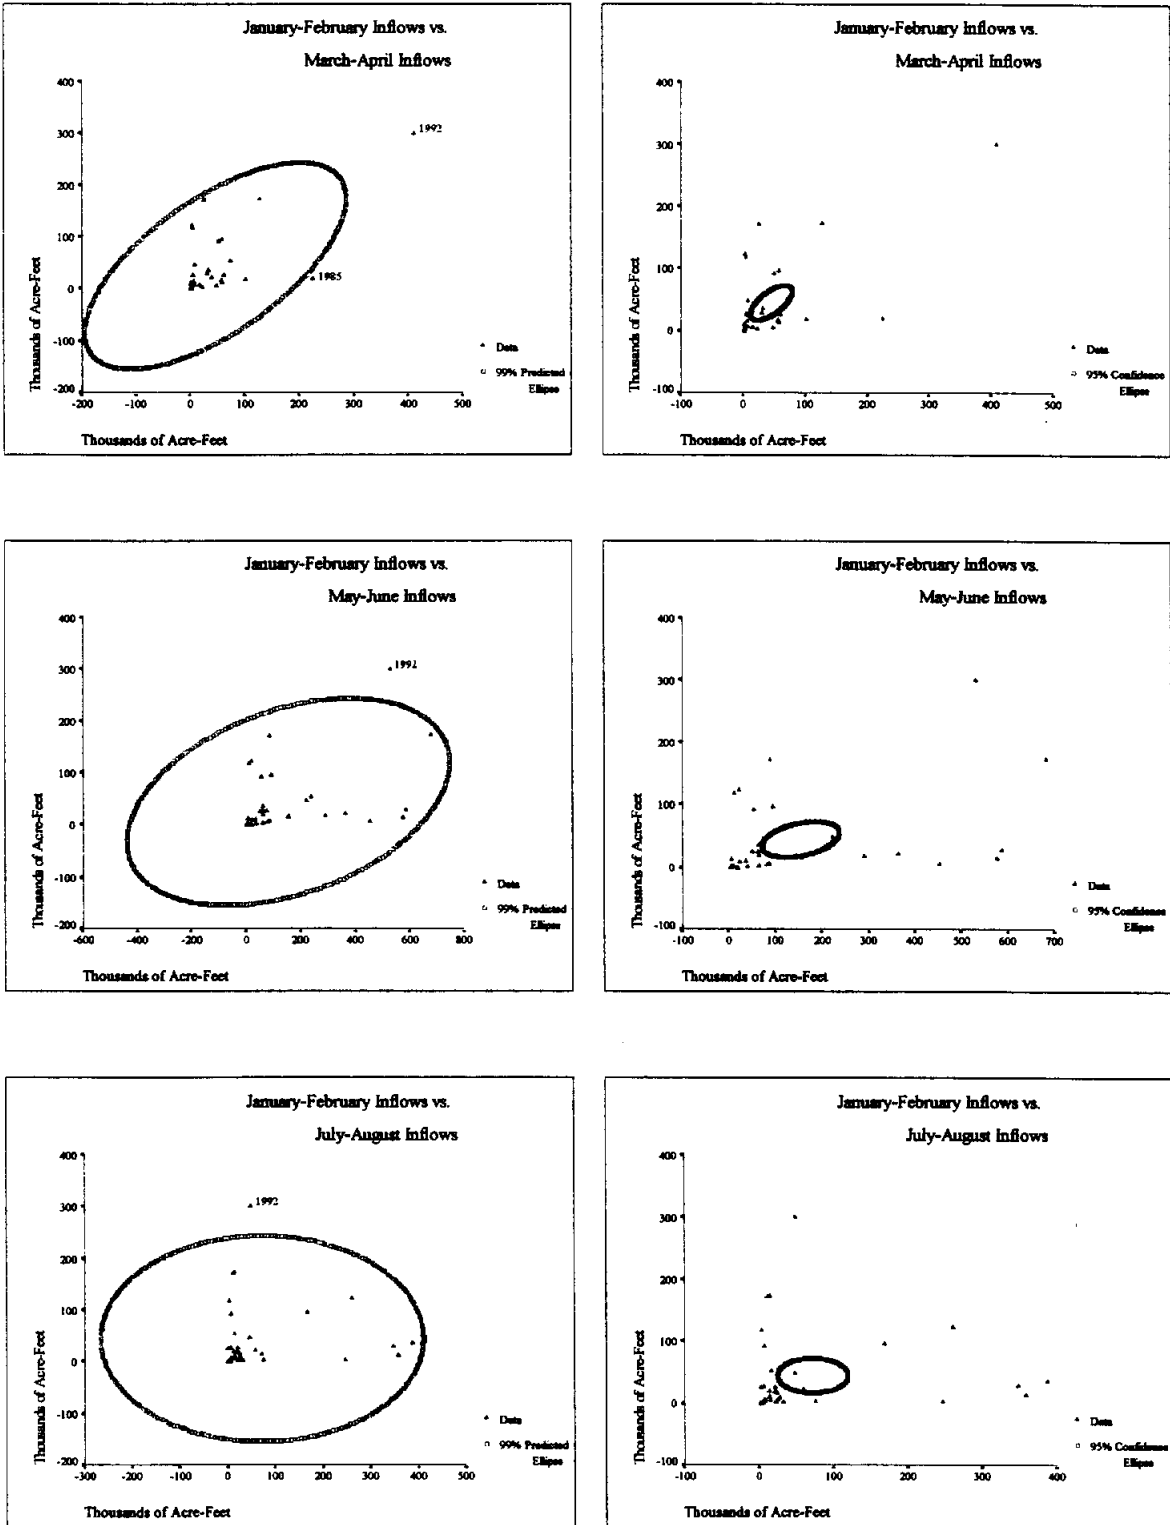 January-February Inflows vs.
March-April Inflows
400
300
200
100
0
-100
-200
-200 -100 0 100 200 300 400 500
Thousands of Acre-Feet
Thousands of Acre-Feet
1992
1985
Data
99% Predicted
Ellipse
January-February Inflows vs.
March-April Inflows
400
300
200
100
0
-100
-100 0 100 200 300 400 500
Thousands of Acre-Feet
Thousands of Acre-Feet
Data
95% Confidence
Ellipse
January-February Inflows vs.
May-June Inflows
400
300
200
100
0
-100
-200
-600 -400 -200 0 200 400 600 800
Thousands of Acre-Feet
Thousands of Acre-Feet
1992
Data
99% Predicted
Ellipse
January-February Inflows vs.
May-June Inflows
400
300
200
100
0
-100
-100 0 100 200 300 400 500 600 700
Thousands of Acre-Feet
Thousands of Acre-Feet
Data
95% Confidence
Ellipse
January-February Inflows vs.
July-August Inflows
400
300
200
100
0
-100
-200
-300 -200 -100 0 100 200 300 400 500
Thousands of Acre-Feet
Thousands of Acre-Feet
1992
Data
99% Predicted
Ellipse
January-February Inflows vs.
July-August Inflows
400
300
200
100
0
-100
-100 0 100 200 300 400
Thousands of Acre-Feet
Thousands of Acre-Feet
Data
95% Confidence
Ellipse